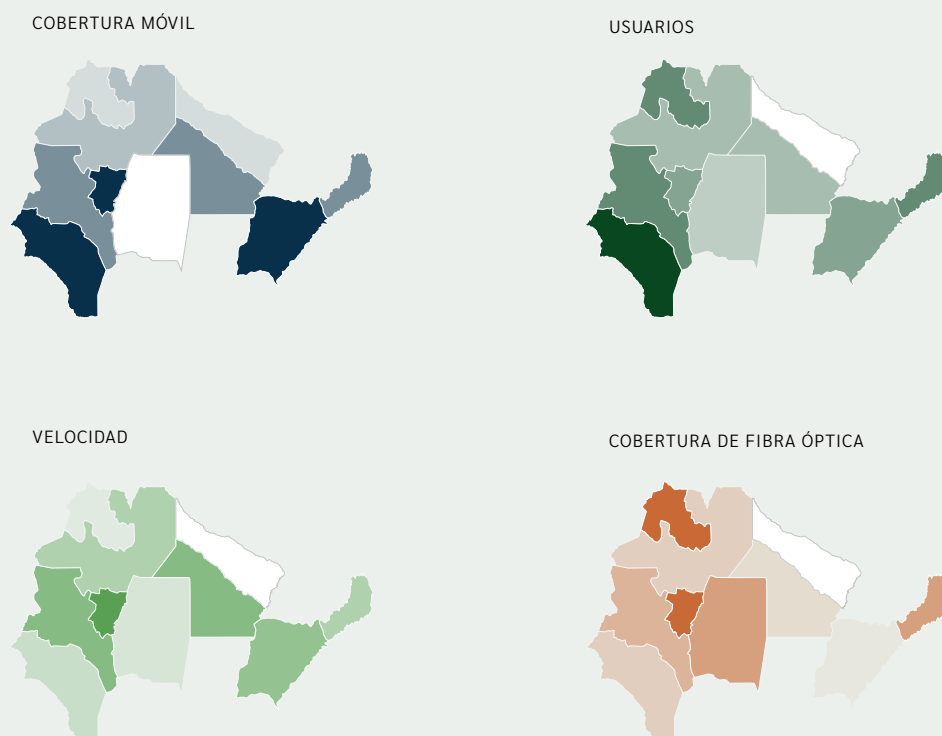 COBERTURA MÓVIL
USUARIOS
VELOCIDAD
COBERTURA DE FIBRA ÓPTICA